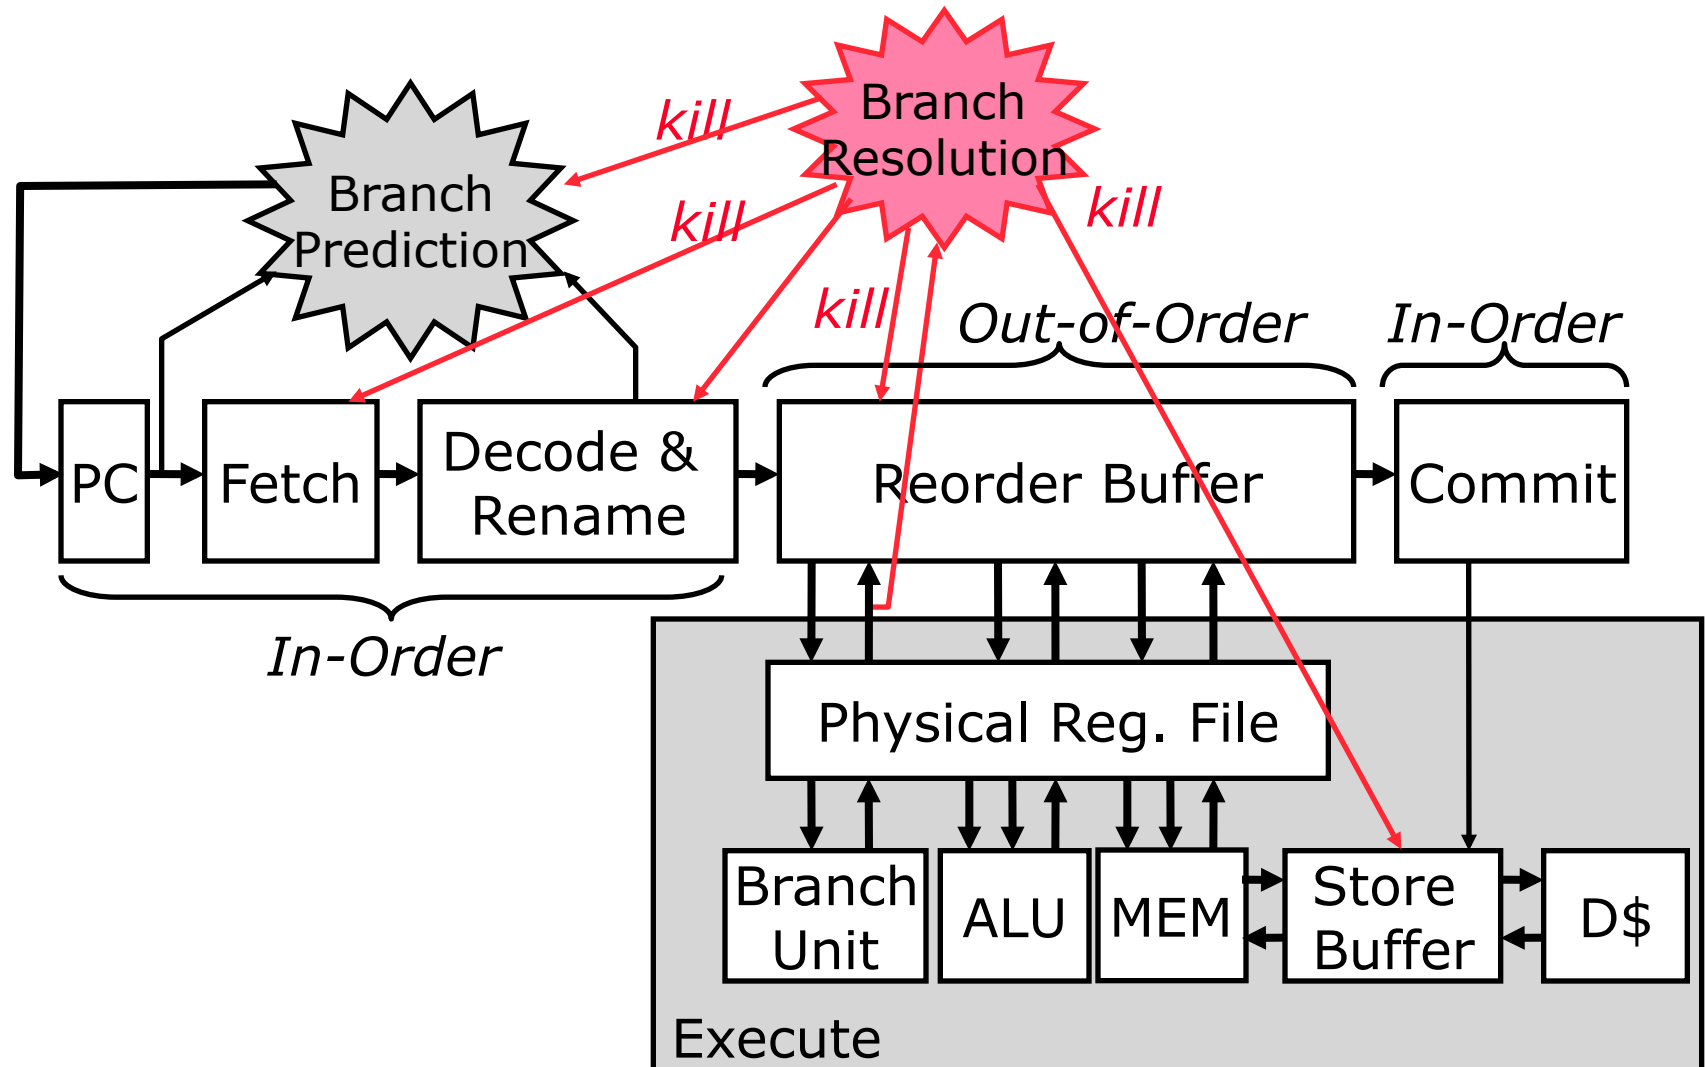 Branch
Resolution
kill
Branch
Prediction
kill
kill
kill
Out-of-Order
In-Order
PC
Fetch
Decode &
Rename
Reorder Buffer
Commit
In-Order
Physical Reg. File
Branch
Unit
ALU
MEM
Store
Buffer
D$
Execute